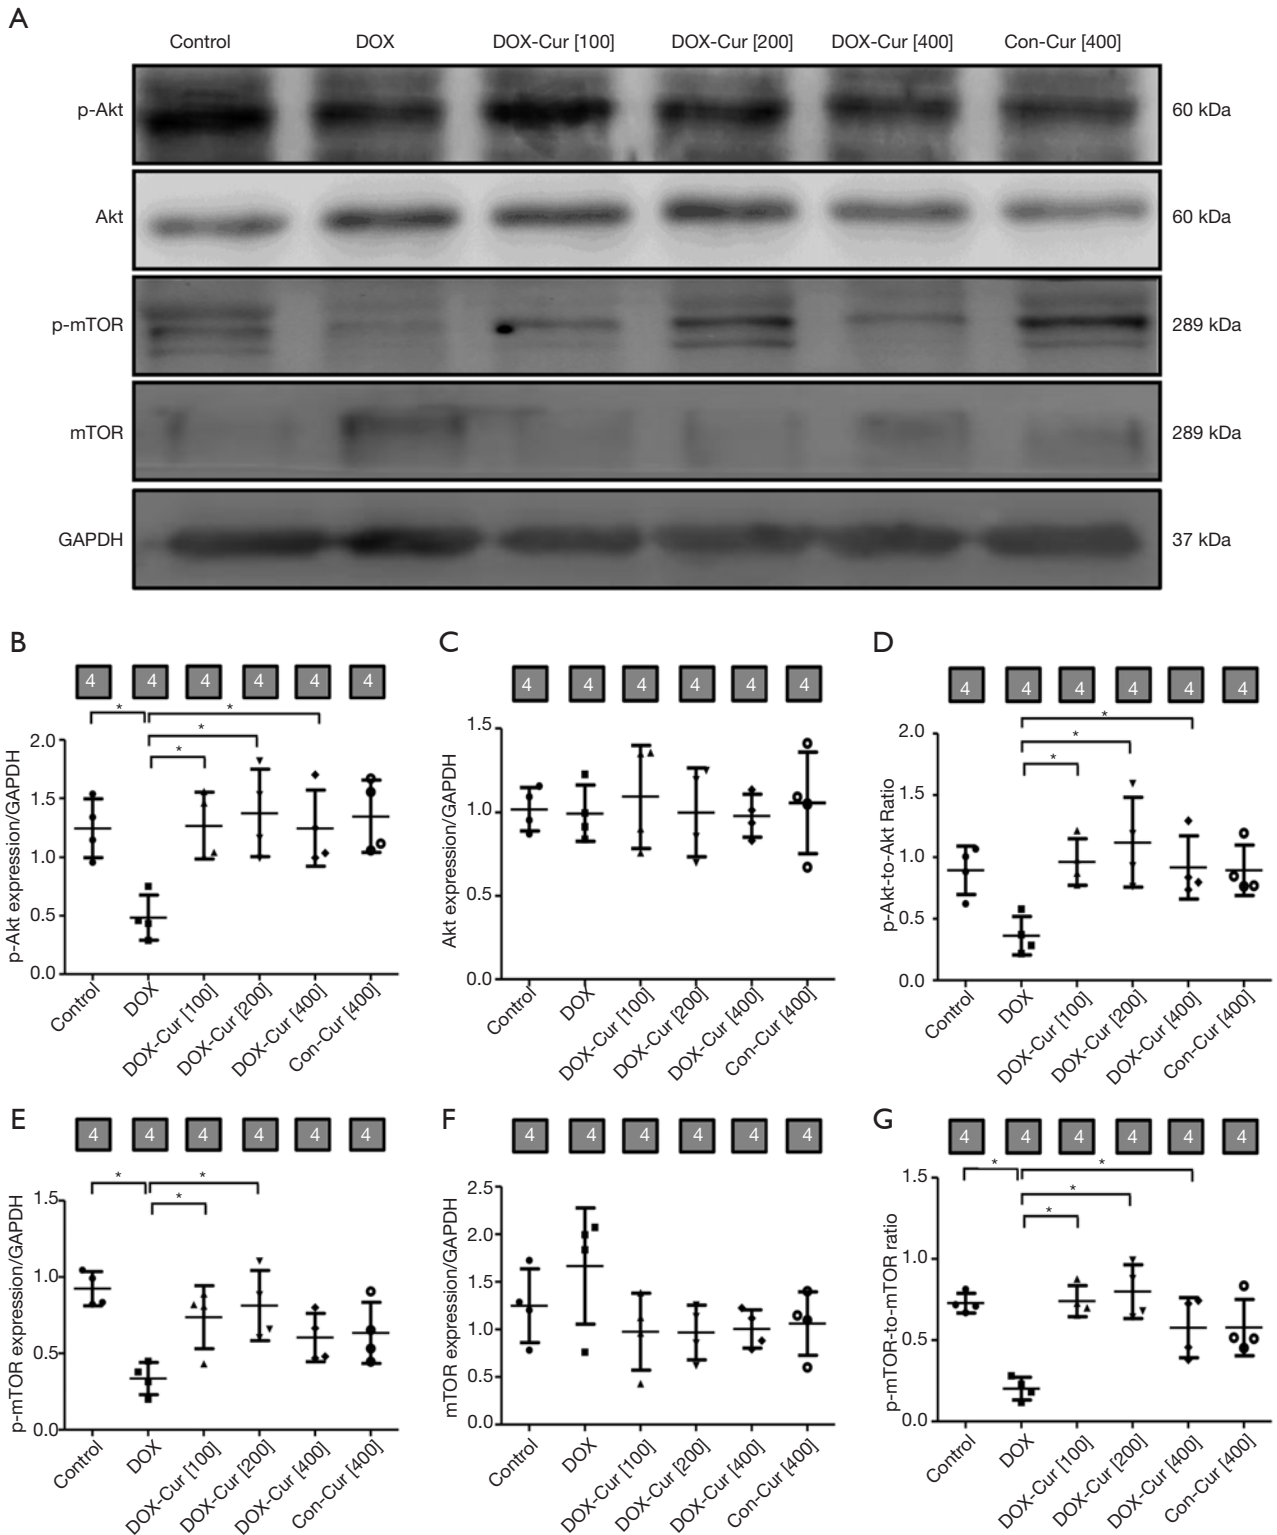 A
Control DOX DOX-Cur [100] DOX-Cur [200] DOX-Cur [400] Con-Cur [400]
p-Akt 60 kDa
Akt 60 kDa
p-mTOR 289 kDa
mTOR 289 kDa
GAPDH 37 kDa
B
4 4 4 4 4 4
* * * *
p-Akt expression/GAPDH
2.0
1.5
1.0
0.5
0.0
Control DOX DOX-Cur [100] DOX-Cur [200] DOX-Cur [400] Con-Cur [400]
C
4 4 4 4 4 4
Akt expression/GAPDH
1.5
1.0
0.5
0.0
Control DOX DOX-Cur [100] DOX-Cur [200] DOX-Cur [400] Con-Cur [400]
D
4 4 4 4 4 4
* * *
p-Akt-to-Akt Ratio
2.0
1.5
1.0
0.5
0.0
Control DOX DOX-Cur [100] DOX-Cur [200] DOX-Cur [400] Con-Cur [400]
E
4 4 4 4 4 4
* * *
p-mTOR expression/GAPDH
1.5
1.0
0.5
0.0
Control DOX DOX-Cur [100] DOX-Cur [200] DOX-Cur [400] Con-Cur [400]
F
4 4 4 4 4 4
mTOR expression/GAPDH
2.5
2.0
1.5
1.0
0.5
0.0
Control DOX DOX-Cur [100] DOX-Cur [200] DOX-Cur [400] Con-Cur [400]
G
4 4 4 4 4 4
* * * *
p-mTOR-to-mTOR ratio
1.5
1.0
0.5
0.0
Control DOX DOX-Cur [100] DOX-Cur [200] DOX-Cur [400] Con-Cur [400]